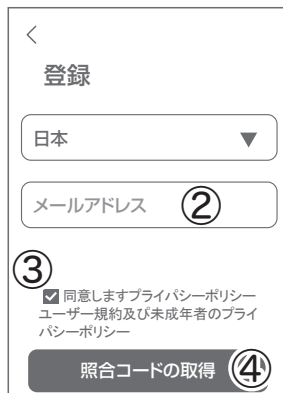 <
登録
日本 ▼
メールアドレス ②
③
同意しますプライバシーポリシー
ユーザー規約及び未成年者のプライ
バシーポリシー
照合コードの取得 ④